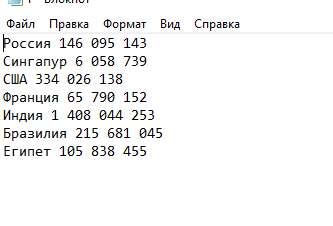 Файл Правка Формат Вид Справка
Россия 146 095 143
Сингапур 6 058 739
США 334 026 138
Франция 65 790 152
Индия 1 408 044 253
Бразилия 215 681 045
Египет 105 838 455